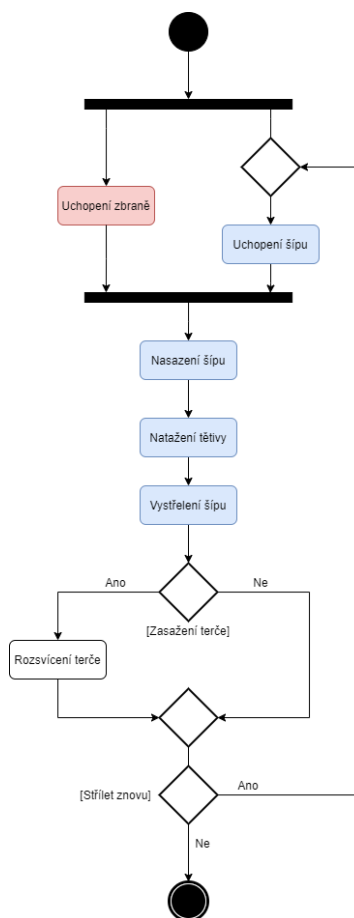 Uchopení zbraně
Uchopení šípu
Nasazení šípu
Natažení tětivy
Vystřelení šípu
Ano
Ne
[Zasažení terče]
Rozsvícení terče
[Střílet znovu]
Ano
Ne